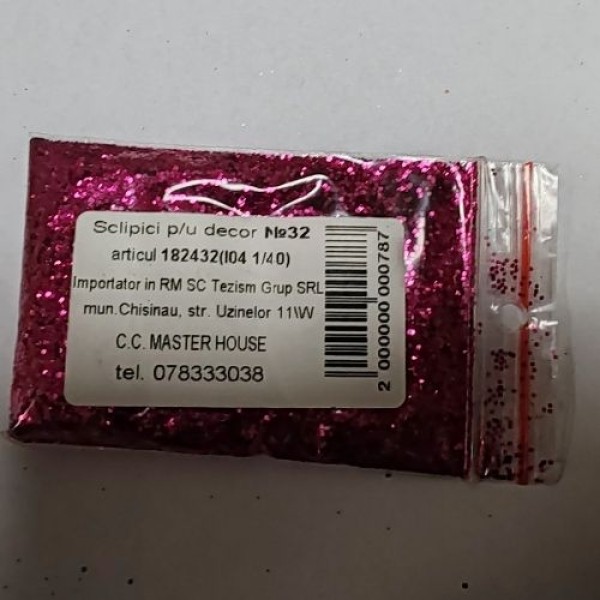 Sclipici p/u decor №32
articul 182432(I04 1/40)
Importator in RM SC Tezism Grup SRL
mun.Chisinau, str. Uzinelor 11\W
C.C. MASTER HOUSE
tel. 078333038
2 000000 000787